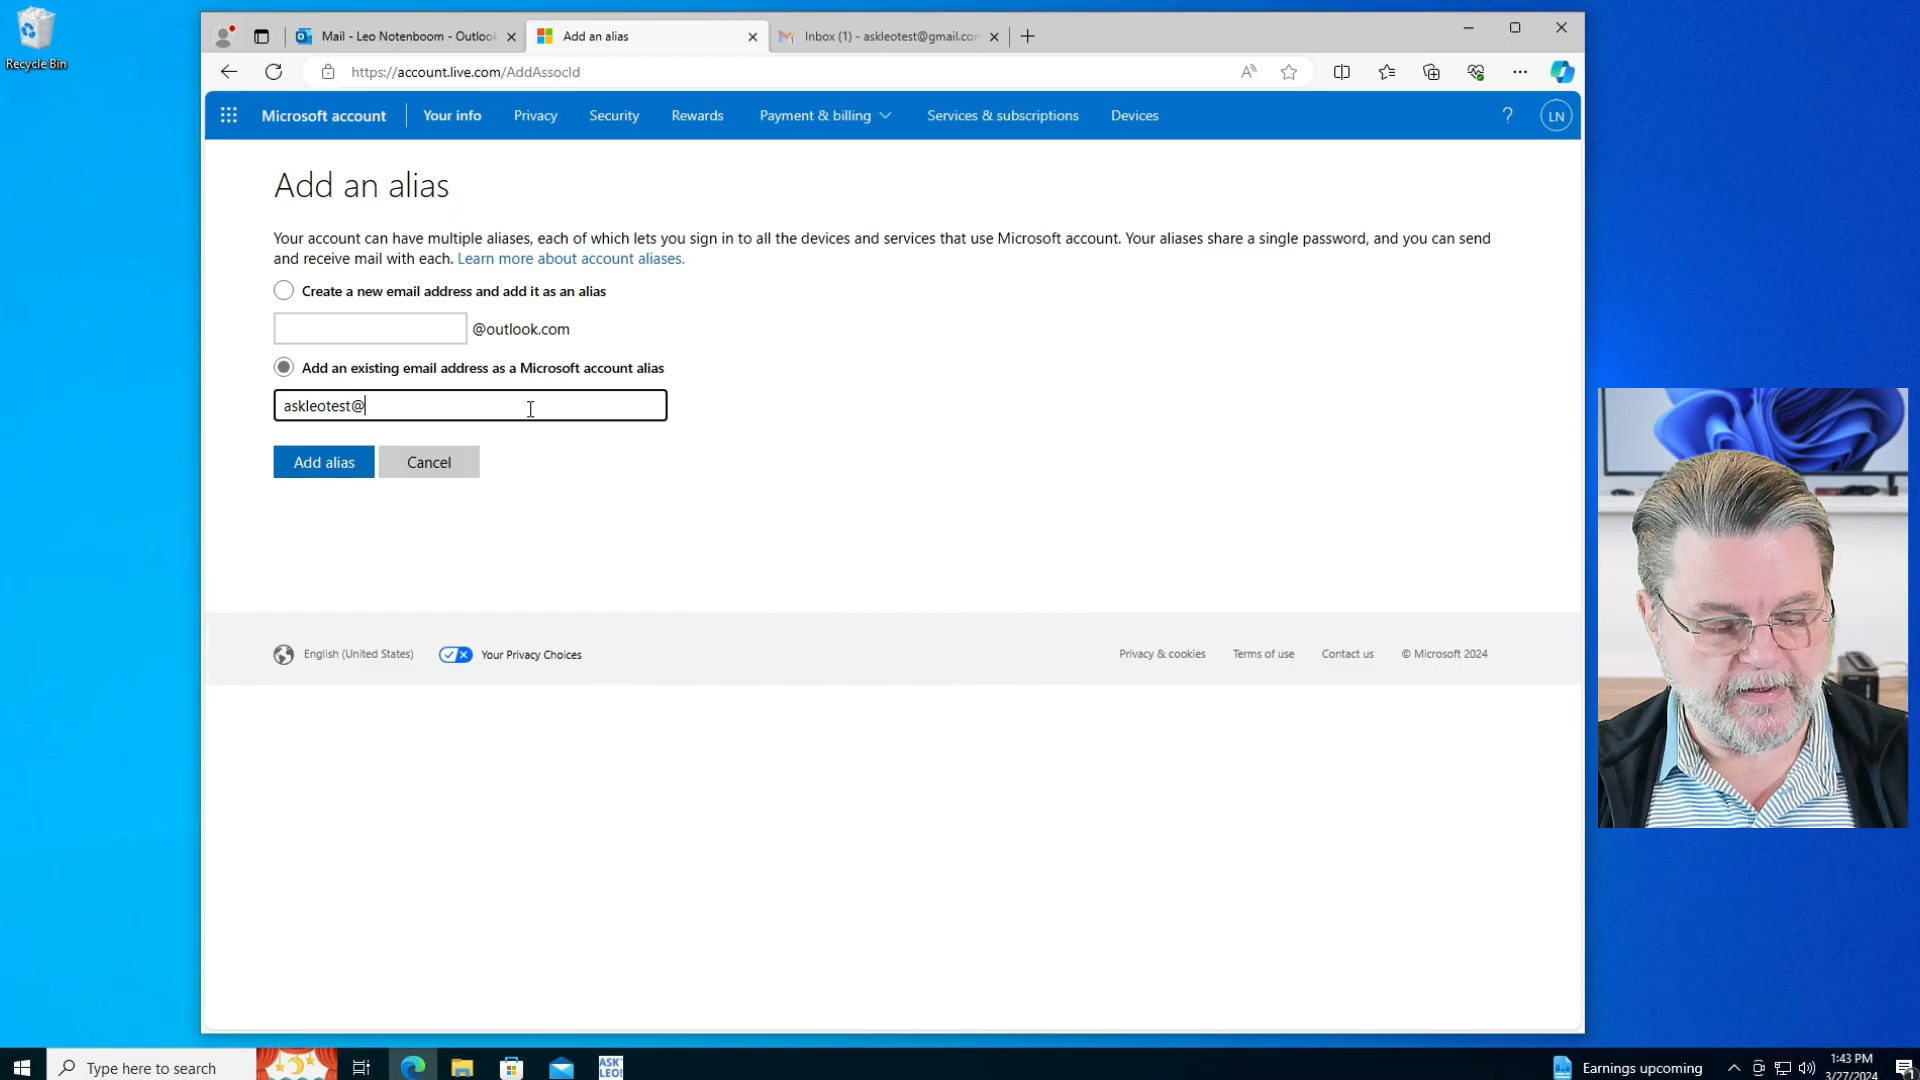 Recycle Bin
Mail - Leo Notenboom - Outlook
Add an alias
Inbox (1) - askleotest@gmail.com
https://account.live.com/AddAssocId
Microsoft account
Your info
Privacy
Security
Rewards
Payment & billing
Services & subscriptions
Devices
?
LN
Add an alias
Your account can have multiple aliases, each of which lets you sign in to all the devices and services that use Microsoft account. Your aliases share a single password, and you can send
and receive mail with each. Learn more about account aliases.
Create a new email address and add it as an alias
@outlook.com
Add an existing email address as a Microsoft account alias
askleotest@
Add alias
Cancel
English (United States)
Your Privacy Choices
Privacy & cookies
Terms of use
Contact us
© Microsoft 2024
Type here to search
ASK
LEO!
Earnings upcoming
1:43 PM
3/27/2024
1